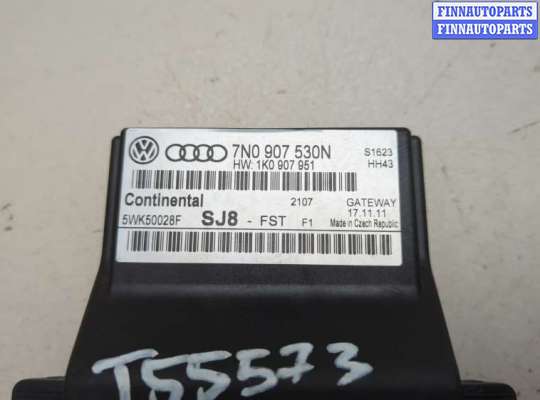 FINNAUTOPARTS
FINNAUTOPARTS
7N0 907 530N
S1623
HW: 1K0 907 951
HH43
Continental
2107
GATEWAY
17.11.11
5WK50028F SJ8 - FST F1 Made in Czech Republic
T55573